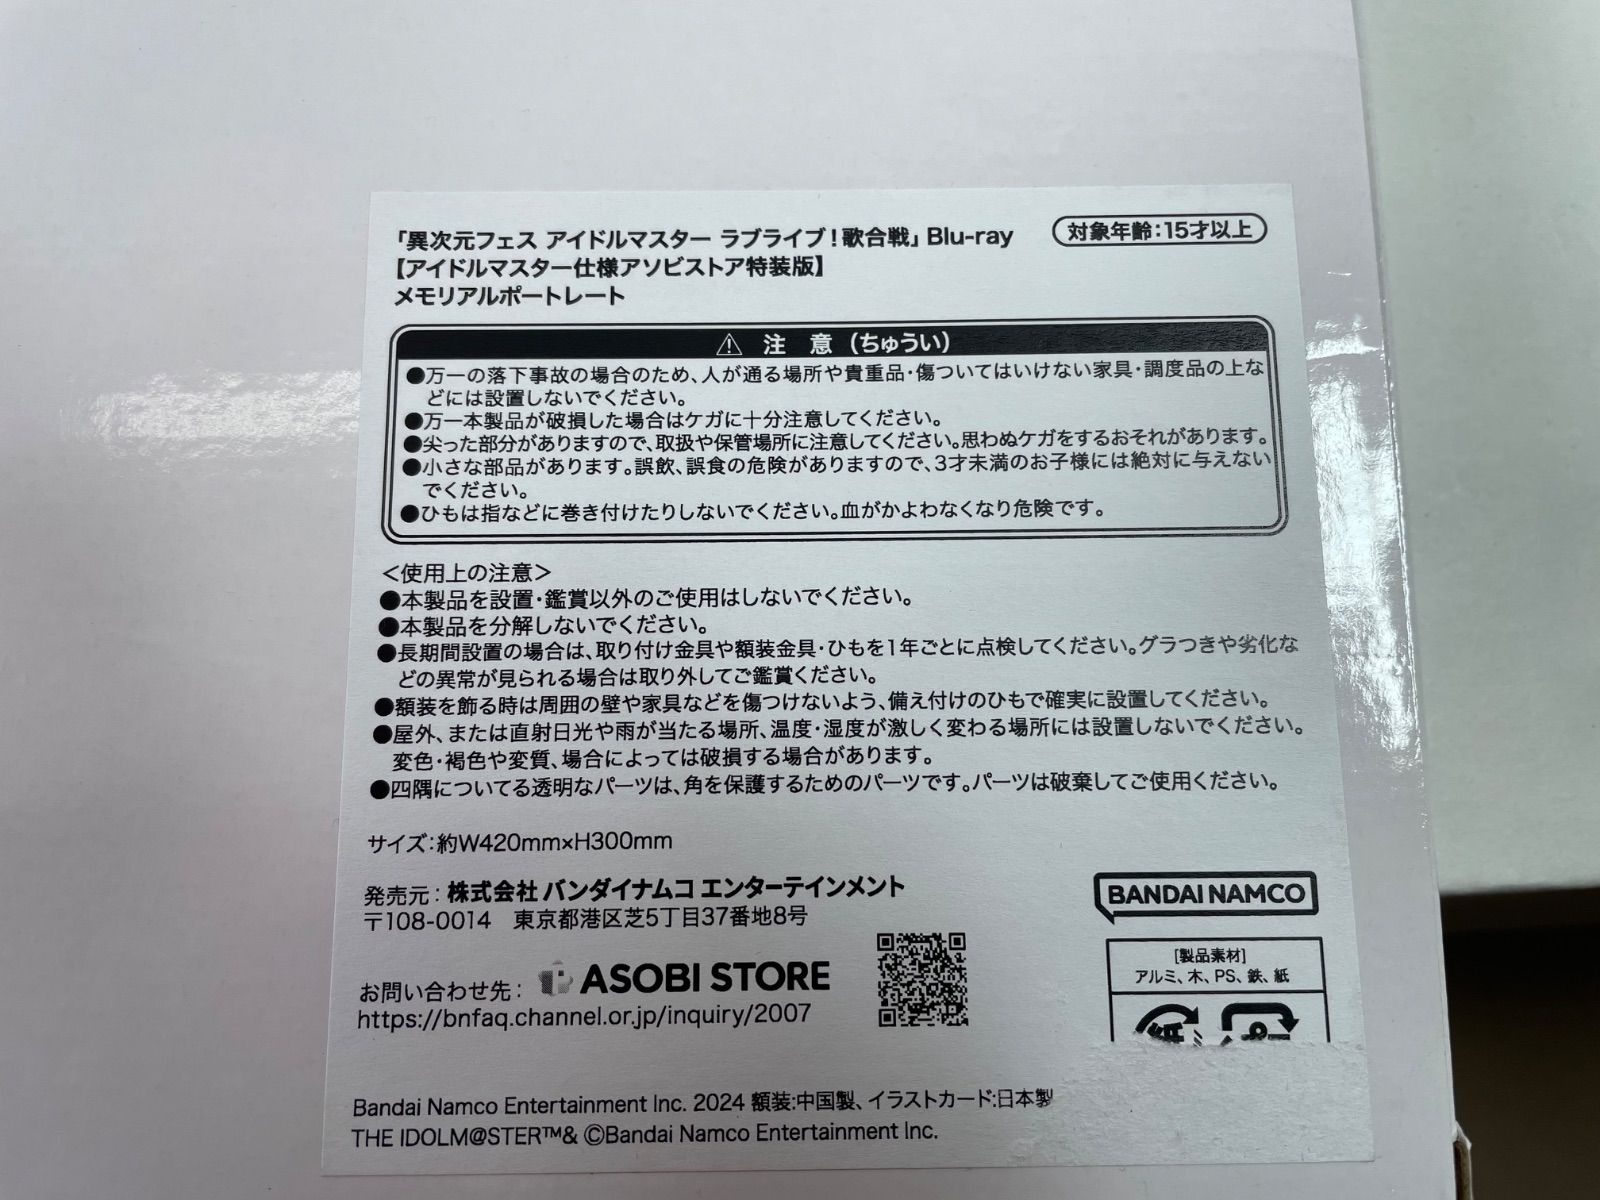 「異次元フェス アイドルマスター ラブライブ！歌合戦」Blu-ray
対象年齢：15才以上
【アイドルマスター仕様アソビストア特装版】
メモリアルポートレート
⚠ 注 意（ちゅうい）
●万一の落下事故の場合のため、人が通る場所や貴重品・傷ついてはいけない家具・調度品の上な
どには設置しないでください。
●万一本製品が破損した場合はケガに十分注意してください。
●尖った部分がありますので、取扱や保管場所に注意してください。思わぬケガをするおそれがあります。
●小さな部品があります。誤飲、誤食の危険がありますので、3才未満のお子様には絶対に与えない
でください。
●ひもは指などに巻き付けたりしないでください。血がかよわなくなり危険です。
＜使用上の注意＞
●本製品を設置・鑑賞以外のご使用はしないでください。
●本製品を分解しないでください。
●長期間設置の場合は、取り付け金具や額装金具・ひもを1年ごとに点検してください。グラつきや劣化な
どの異常が見られる場合は取り外してご鑑賞ください。
●額装を飾る時は周囲の壁や家具などを傷つけないよう、備え付けのひもで確実に設置してください。
●屋外、または直射日光や雨が当たる場所、温度・湿度が激しく変わる場所には設置しないでください。
変色・褐色や変質、場合によっては破損する場合があります。
●四隅についてる透明なパーツは、角を保護するためのパーツです。パーツは破棄してご使用ください。
サイズ：約W420mm×H300mm
発売元：株式会社 バンダイナムコ エンターテインメント
〒108-0014 東京都港区芝5丁目37番地8号
BANDAI NAMCO
お問い合わせ先： ASOBI STORE
https://bnfaq.channel.or.jp/inquiry/2007
[製品素材]
アルミ、木、PS、鉄、紙
Bandai Namco Entertainment Inc. 2024 額装:中国製、イラストカード:日本製
THE IDOLM@STER™& ©Bandai Namco Entertainment Inc.